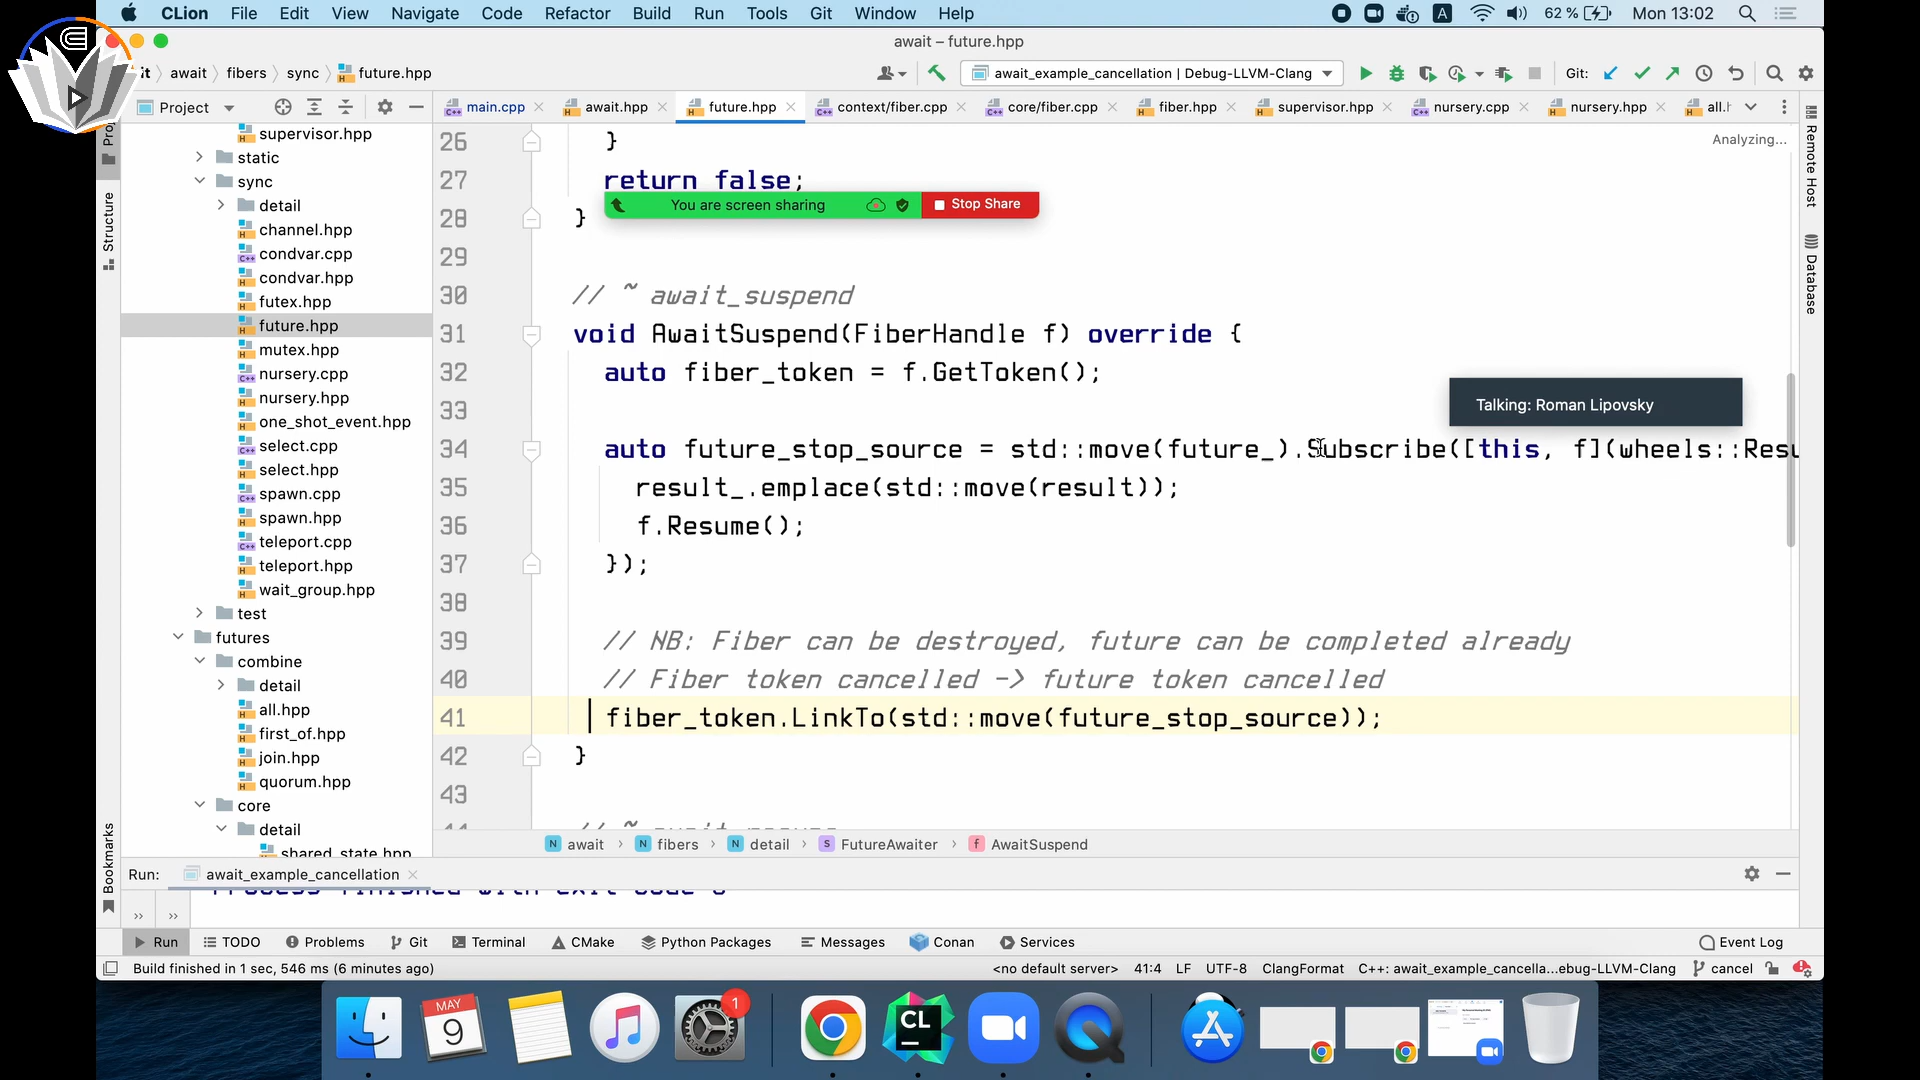 CLion File Edit View Navigate Code Refactor Build Run Tools Git Window Help
A 62 % Mon 13:02
await – future.hpp
await fibers sync future.hpp
await_example_cancellation | Debug-LLVM-Clang
Git:
Project
main.cpp await.hpp future.hpp context/fiber.cpp core/fiber.cpp fiber.hpp supervisor.hpp nursery.cpp nursery.hpp
Analyzing...
supervisor.hpp
static
sync
detail
channel.hpp
condvar.cpp
condvar.hpp
futex.hpp
future.hpp
mutex.hpp
nursery.cpp
nursery.hpp
one_shot_event.hpp
select.cpp
select.hpp
spawn.cpp
spawn.hpp
teleport.cpp
teleport.hpp
wait_group.hpp
test
futures
combine
detail
all.hpp
first_of.hpp
join.hpp
quorum.hpp
core
detail
shared_state.hpp
Structure
Bookmarks
Remote Host
Database
26 }
27 return false;
You are screen sharing Stop Share
28 }
29
30 // ~ await_suspend
31 void AwaitSuspend(FiberHandle f) override {
32 auto fiber_token = f.GetToken();
33
Talking: Roman Lipovsky
34 auto future_stop_source = std::move(future_).Subscribe([this, f](wheels::Resu
35 result_.emplace(std::move(result));
36 f.Resume();
37 });
38
39 // NB: Fiber can be destroyed, future can be completed already
40 // Fiber token cancelled -> future token cancelled
41 fiber_token.LinkTo(std::move(future_stop_source));
42 }
43
N await N fibers N detail S FutureAwaiter f AwaitSuspend
Run: await_example_cancellation
Run TODO Problems Git Terminal CMake Python Packages Messages Conan Services Event Log
Build finished in 1 sec, 546 ms (6 minutes ago) <no default server> 41:4 LF UTF-8 ClangFormat C++: await_example_cancella...ebug-LLVM-Clang cancel
MAY
9
1
CL